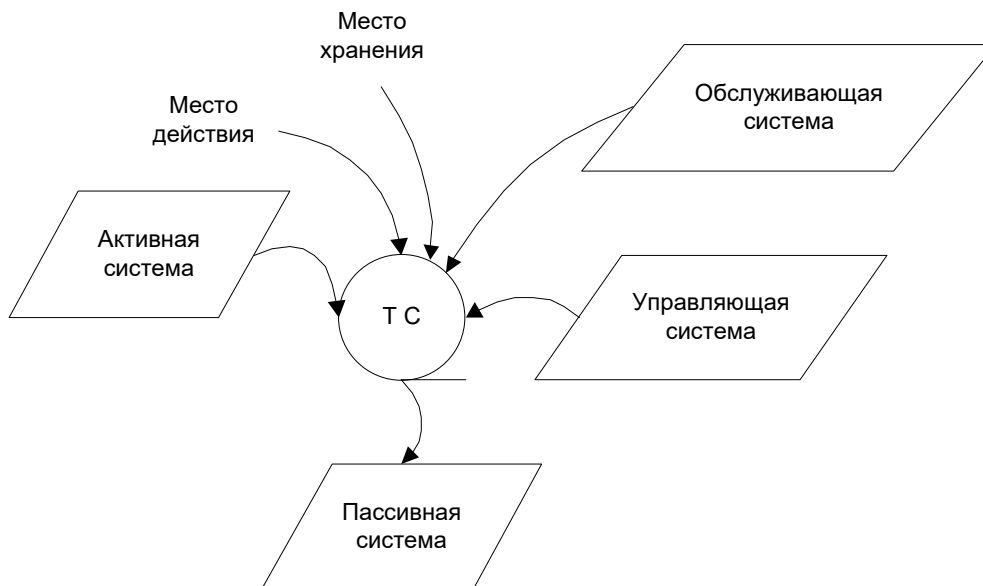 Место
хранения
Место
действия
Обслуживающая
система
Активная
система
Т С
Управляющая
система
Пассивная
система